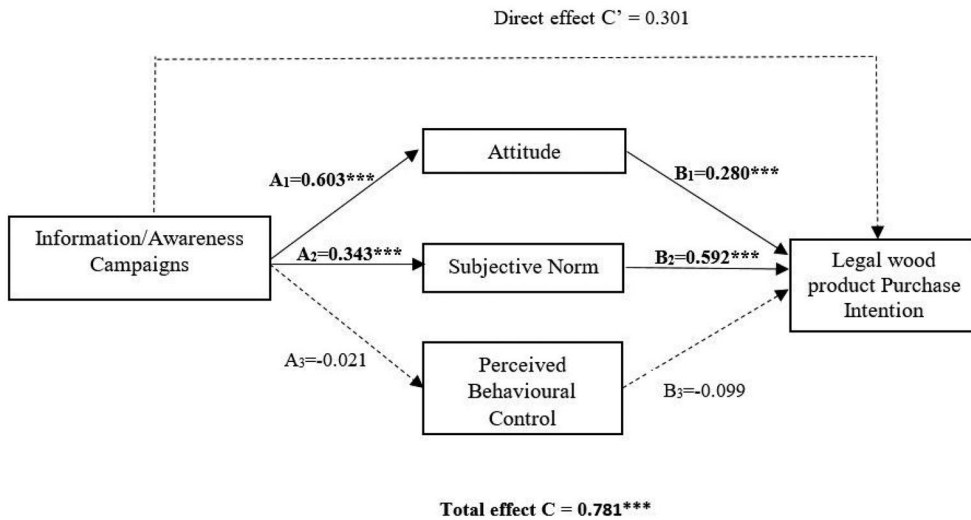 Direct effect C’ = 0.301
Attitude
A₁=0.603***
B₁=0.280***
Information/Awareness
Campaigns
A₂=0.343***
Subjective Norm
B₂=0.592***
Legal wood
product Purchase
Intention
A₃=-0.021
Perceived
Behavioural
Control
B₃=-0.099
Total effect C = 0.781***